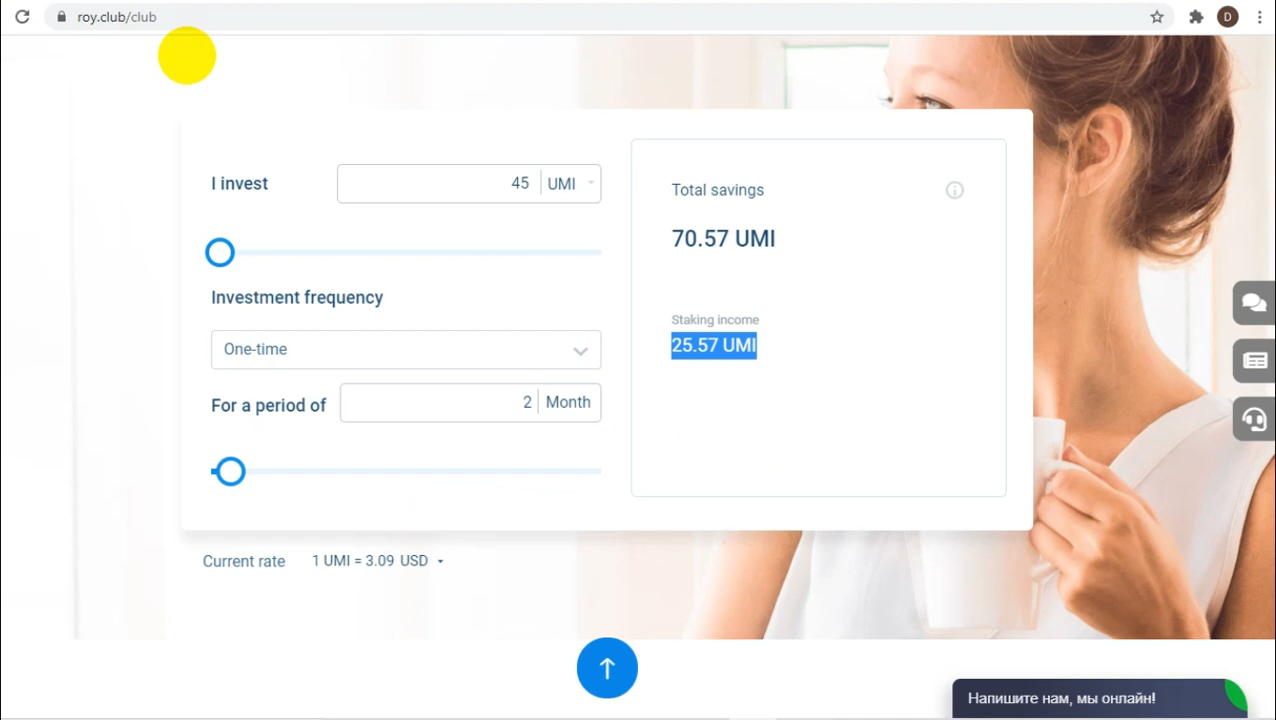 roy.club/club
D
I invest
45 UMI
Total savings
70.57 UMI
Investment frequency
One-time
Staking income
25.57 UMI
For a period of
2 Month
Current rate 1 UMI = 3.09 USD
Напишите нам, мы онлайн!